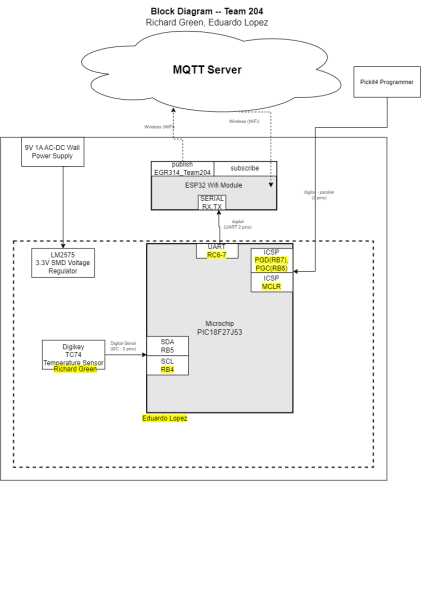 Block Diagram -- Team 204
Richard Green, Eduardo Lopez
MQTT Server
Pickit4 Programmer
Wireless (WiFi)
Wireless (WiFi)
9V 1A AC-DC Wall
Power Supply
publish
EGR314_Team204
subscribe
ESP32 Wifi Module
SERIAL
RX,TX
digital - parallel
(3 pins)
digital
(UART 2 pins)
UART
RC6-7
ICSP
PGD(RB7),
PGC(RB6)
ICSP
MCLR
LM2575
3.3V SMD Voltage
Regulator
Microchip
PIC18F27J53
Digikey
TC74
Temperature Sensor
Richard Green
Digital-Serial
(I2C - 2 pins)
SDA
RB5
SCL
RB4
Eduardo Lopez